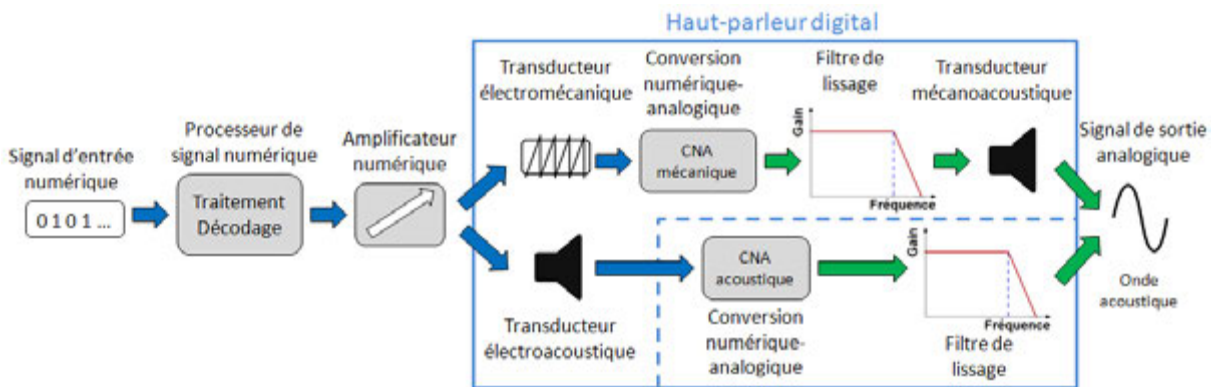 Haut-parleur digital
Signal d'entrée
numérique
0 1 0 1 ...
Processeur de
signal numérique
Traitement
Décodage
Amplificateur
numérique
Transducteur
électromécanique
Conversion
numérique-
analogique
CNA
mécanique
Filtre de
lissage
Gain
Fréquence
Transducteur
mécanoacoustique
Signal de sortie
analogique
Onde
acoustique
Transducteur
électroacoustique
CNA
acoustique
Conversion
numérique-
analogique
Gain
Fréquence
Filtre de
lissage